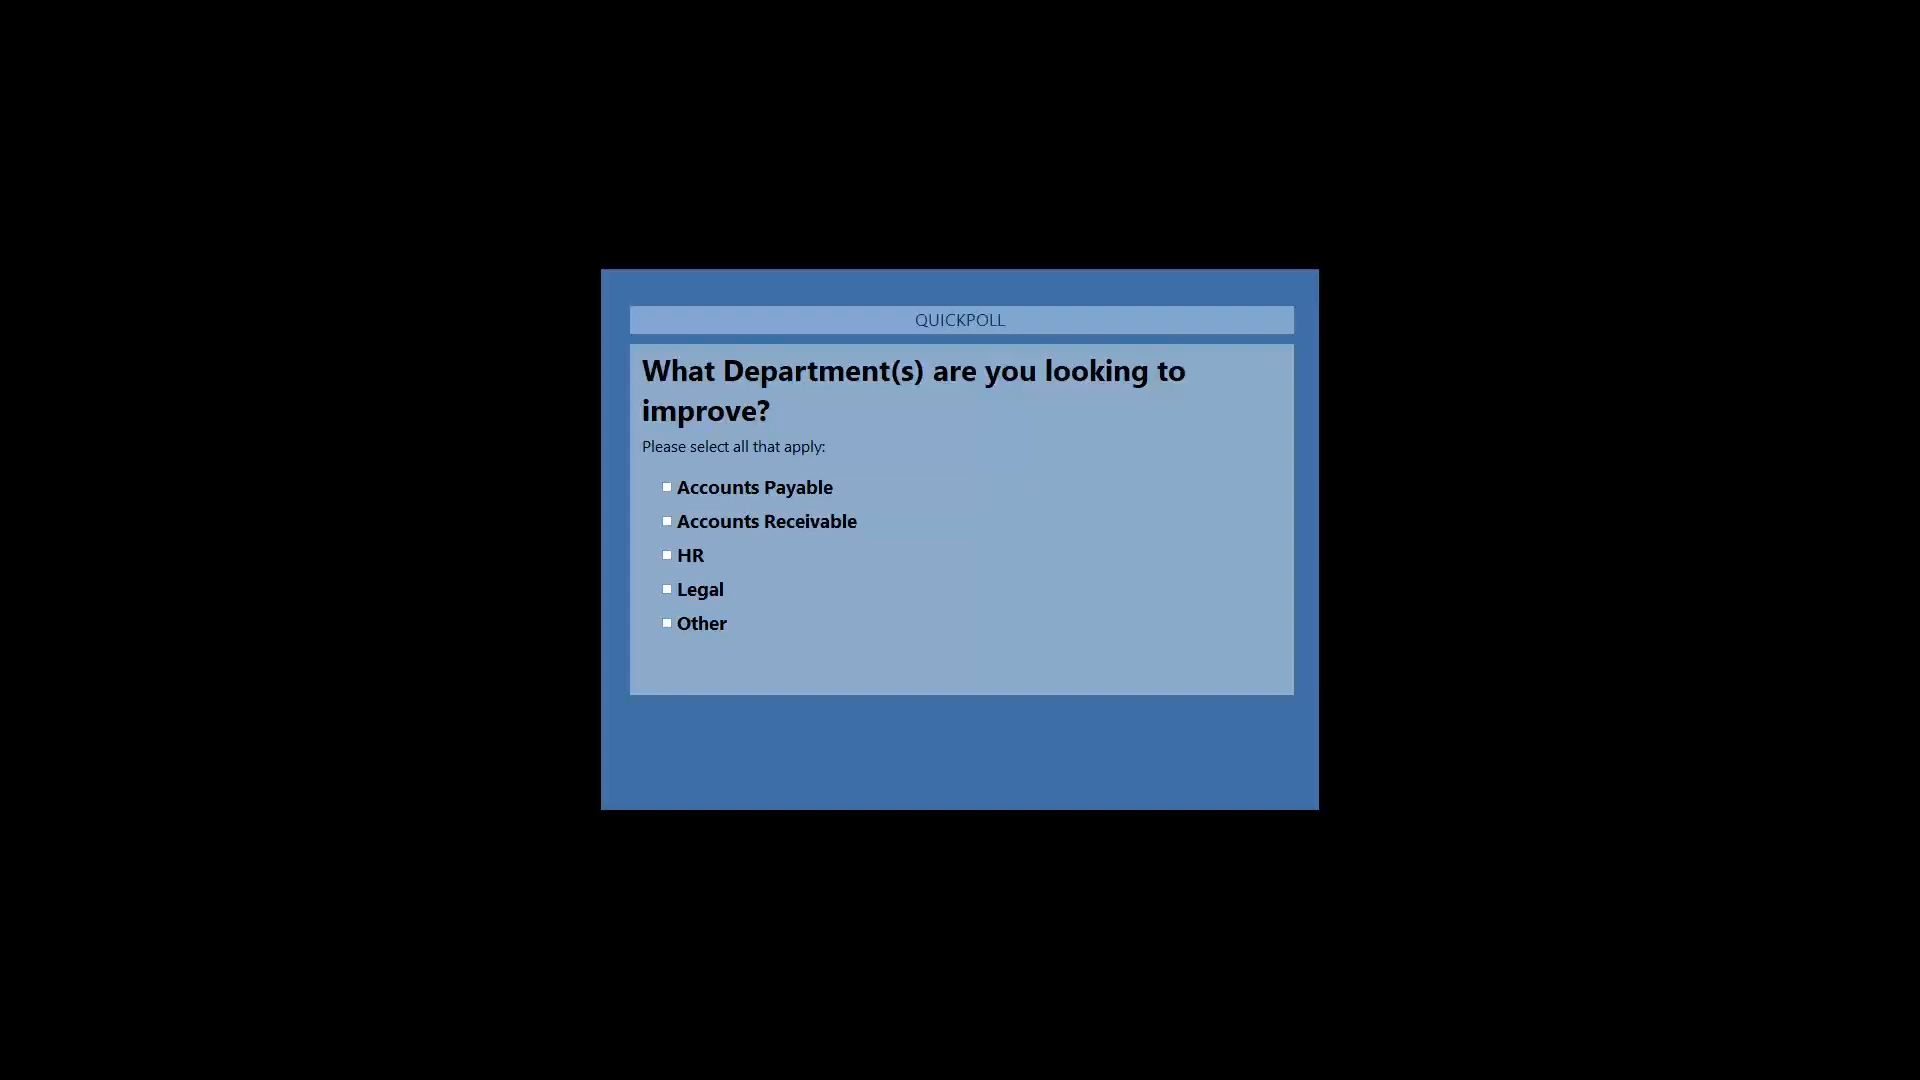 QUICKPOLL
What Department(s) are you looking to
improve?
Please select all that apply:
Accounts Payable
Accounts Receivable
HR
Legal
Other